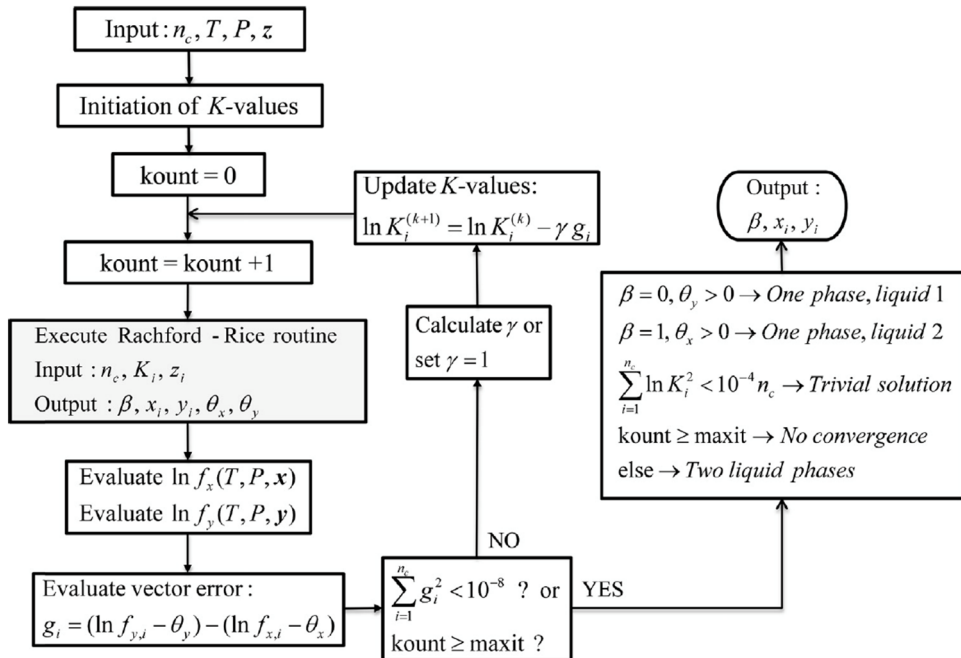 Input : n_c, T, P, z
Initiation of K-values
kount = 0
kount = kount +1
Execute Rachford - Rice routine
Input : n_c, K_i, z_i
Output : β, x_i, y_i, θ_x, θ_y
Evaluate ln f_x(T, P, x)
Evaluate ln f_y(T, P, y)
Evaluate vector error :
g_i = (ln f_{y,i} − θ_y) − (ln f_{x,i} − θ_x)
∑_{i=1}^{n_c} g_i^2 < 10^{-8} ? or
kount ≥ maxit ?
NO
Calculate γ or
set γ = 1
Update K-values:
ln K_i^{(k+1)} = ln K_i^{(k)} − γ g_i
YES
β = 0, θ_y > 0 → One phase, liquid 1
β = 1, θ_x > 0 → One phase, liquid 2
∑_{i=1}^{n_c} ln K_i^2 < 10^{-4} n_c → Trivial solution
kount ≥ maxit → No convergence
else → Two liquid phases
Output :
β, x_i, y_i